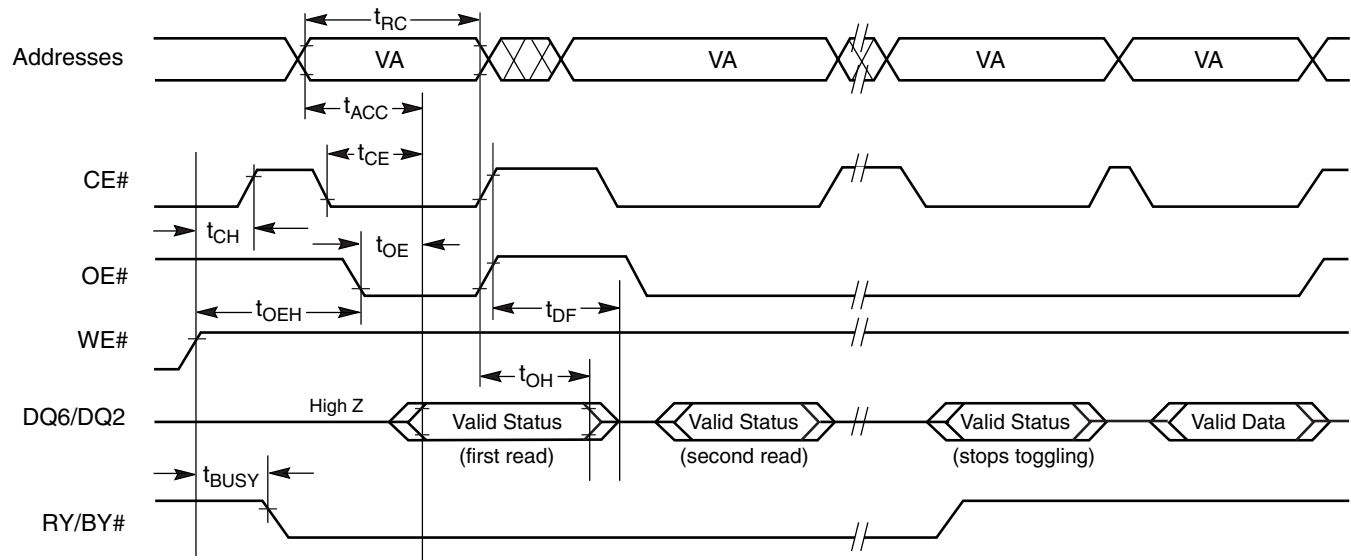 tRC
Addresses VA VA VA VA
tACC
tCE
CE#
tCH
tOE
OE#
tOEH
tDF
WE#
tOH
High Z
DQ6/DQ2 Valid Status Valid Status Valid Status Valid Data
(first read) (second read) (stops toggling)
tBUSY
RY/BY#